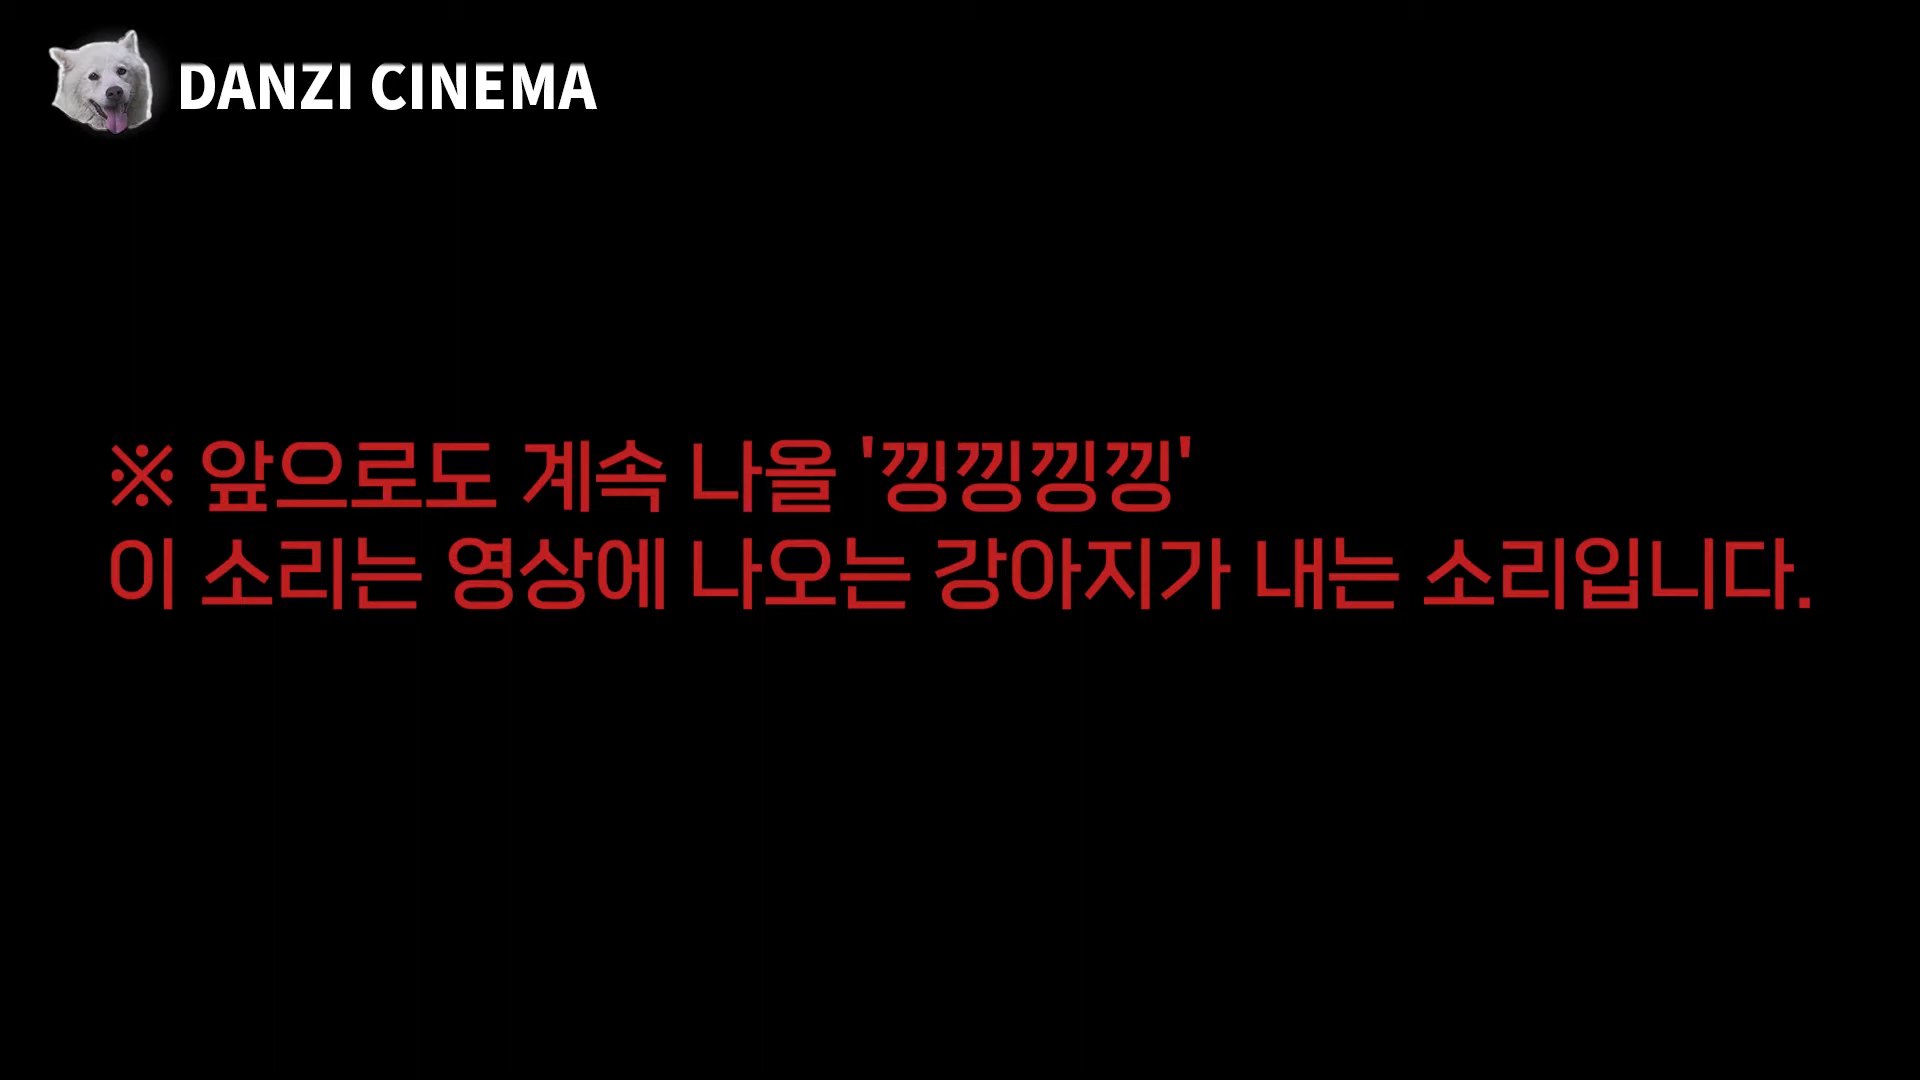 DANZI CINEMA
※ 앞으로도 계속 나올 '낑낑낑낑'
이 소리는 영상에 나오는 강아지가 내는 소리입니다.